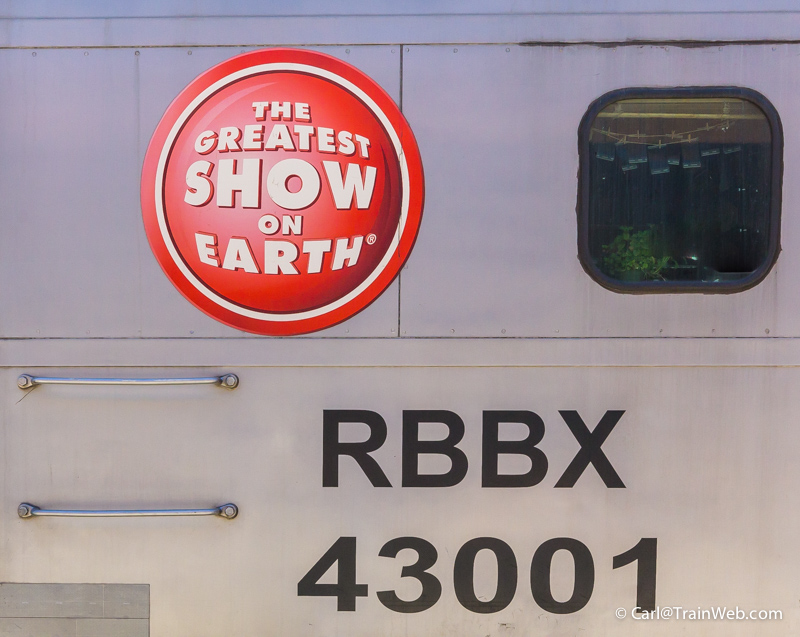 THE
GREATEST
SHOW
ON
EARTH®
RBBX
43001
© Carl@TrainWeb.com